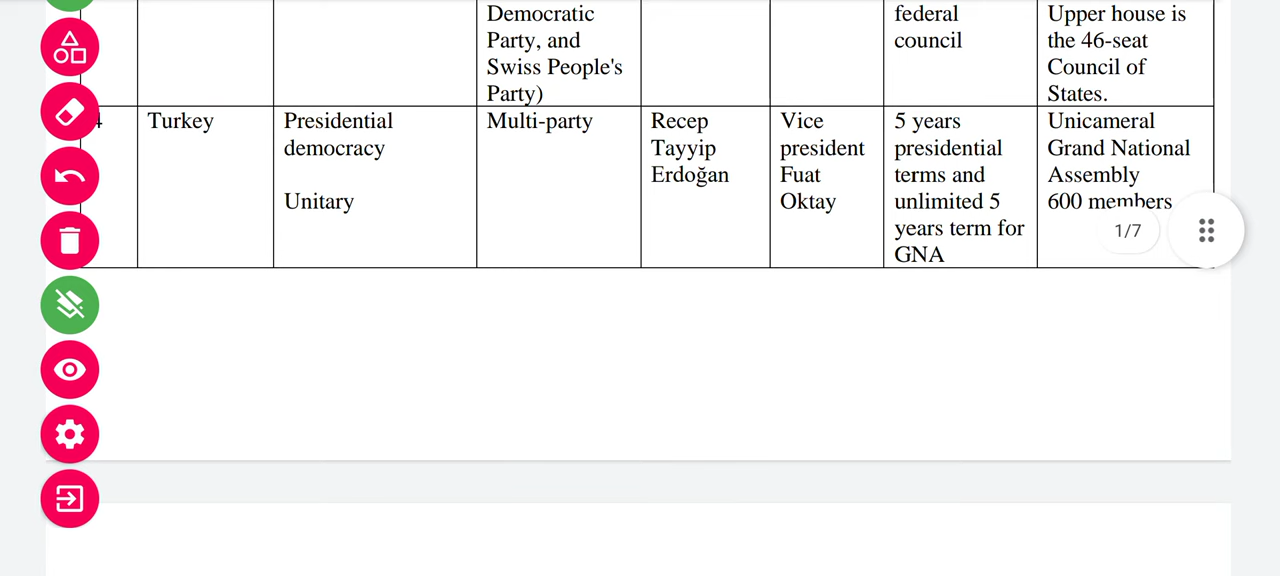 Democratic
Party, and
Swiss People's
Party)
federal
council
Upper house is
the 46-seat
Council of
States.
4
Turkey
Presidential
democracy
Unitary
Multi-party
Recep
Tayyip
Erdoğan
Vice
president
Fuat
Oktay
5 years
presidential
terms and
unlimited 5
years term for
GNA
Unicameral
Grand National
Assembly
600 members
1/7